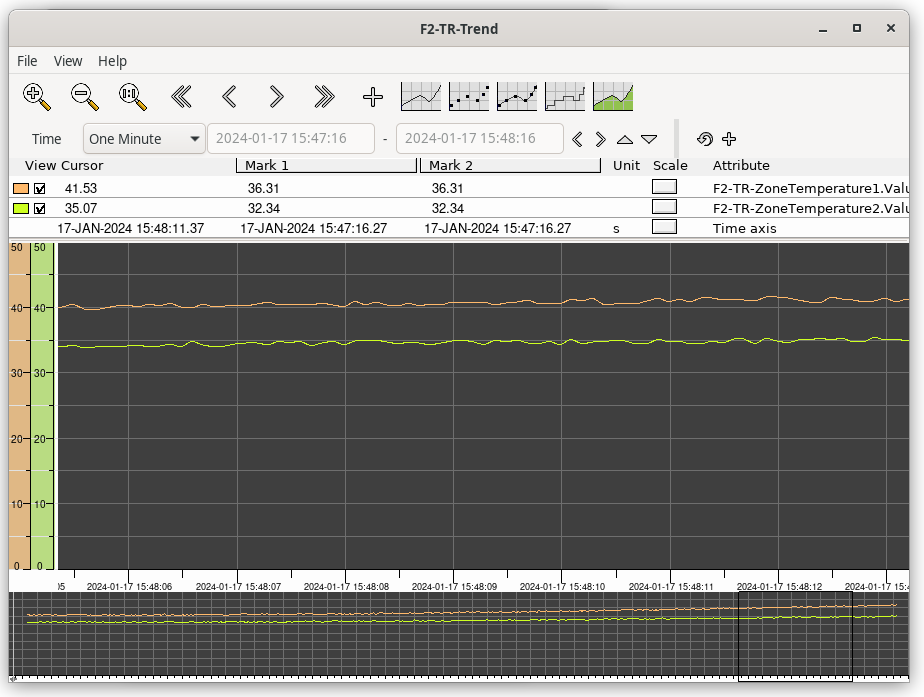 F2-TR-Trend
File View Help
Time One Minute 2024-01-17 15:47:16 - 2024-01-17 15:48:16
View Cursor Mark 1 Mark 2 Unit Scale Attribute
41.53 36.31 36.31 F2-TR-ZoneTemperature1.Valu
35.07 32.34 32.34 F2-TR-ZoneTemperature2.Valu
17-JAN-2024 15:48:11.37 17-JAN-2024 15:47:16.27 17-JAN-2024 15:47:16.27 s Time axis
50 50
40 40
30 30
20 20
10 10
0 0
05 2024-01-17 15:48:06 2024-01-17 15:48:07 2024-01-17 15:48:08 2024-01-17 15:48:09 2024-01-17 15:48:10 2024-01-17 15:48:11 2024-01-17 15:48:12 2024-01-17 15:4